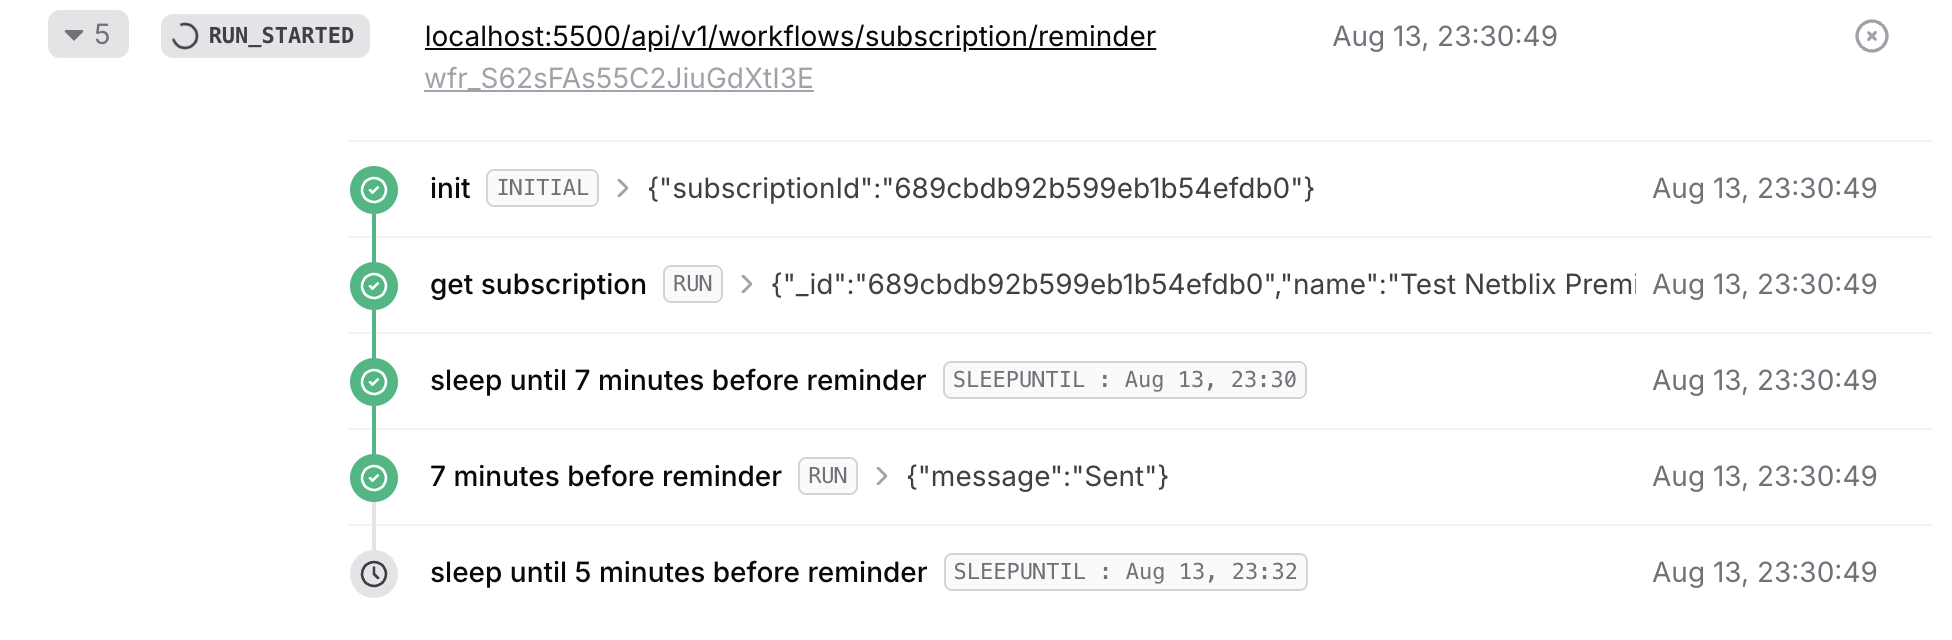 5 RUN_STARTED localhost:5500/api/v1/workflows/subscription/reminder Aug 13, 23:30:49
wfr_S62sFAs55C2JiuGdXtI3E
init INITIAL > {"subscriptionId":"689cbdb92b599eb1b54efdb0"} Aug 13, 23:30:49
get subscription RUN > {"_id":"689cbdb92b599eb1b54efdb0","name":"Test Netblix Premi Aug 13, 23:30:49
sleep until 7 minutes before reminder SLEEPUNTIL : Aug 13, 23:30 Aug 13, 23:30:49
7 minutes before reminder RUN > {"message":"Sent"} Aug 13, 23:30:49
sleep until 5 minutes before reminder SLEEPUNTIL : Aug 13, 23:32 Aug 13, 23:30:49